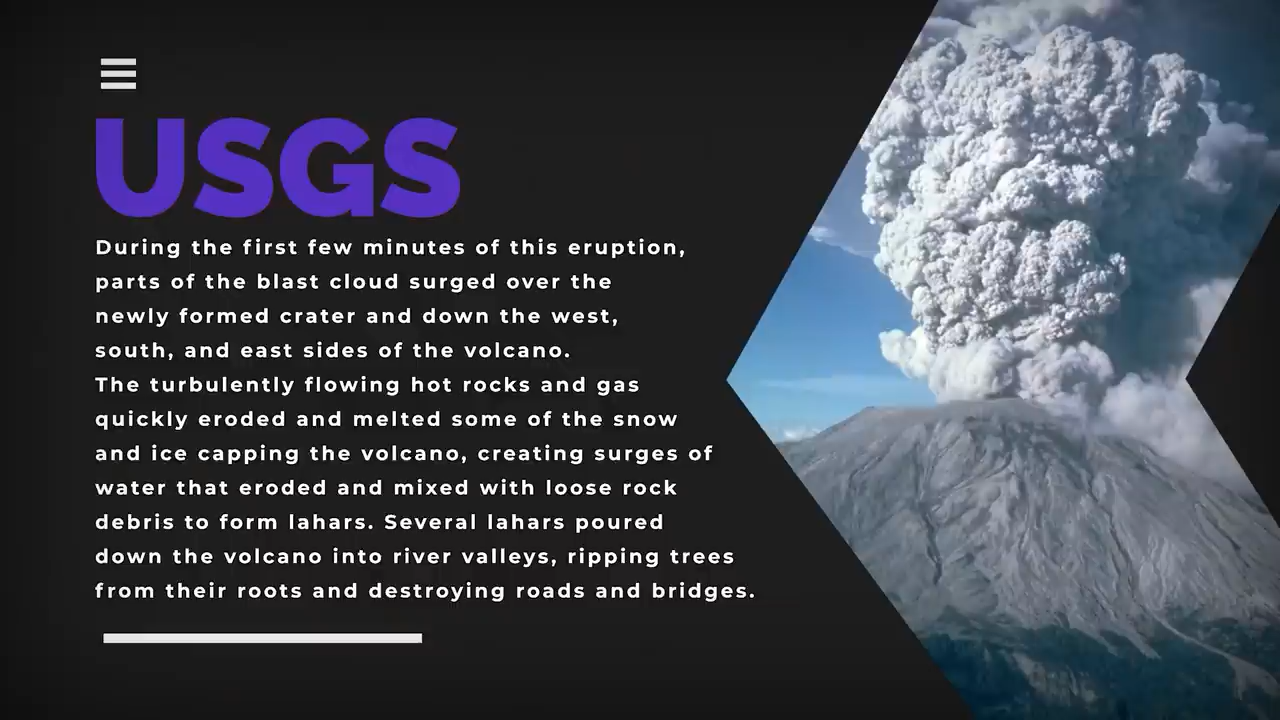 USGS
During the first few minutes of this eruption,
parts of the blast cloud surged over the
newly formed crater and down the west,
south, and east sides of the volcano.
The turbulently flowing hot rocks and gas
quickly eroded and melted some of the snow
and ice capping the volcano, creating surges of
water that eroded and mixed with loose rock
debris to form lahars. Several lahars poured
down the volcano into river valleys, ripping trees
from their roots and destroying roads and bridges.